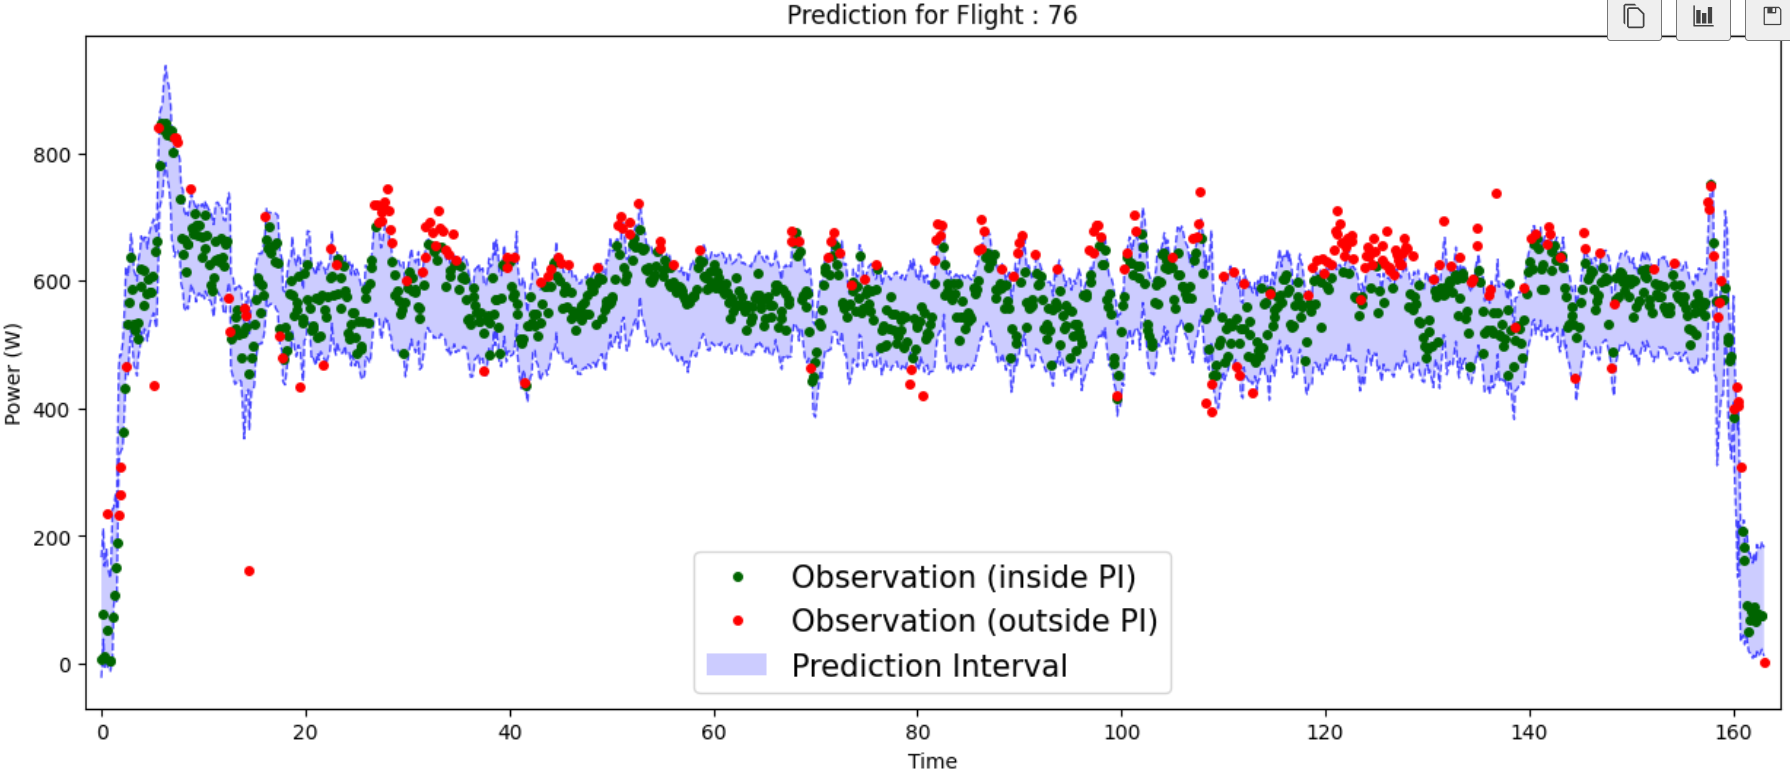 Prediction for Flight : 76
Power (W)
800
600
400
200
0
Observation (inside PI)
Observation (outside PI)
Prediction Interval
0 20 40 60 80 100 120 140 160
Time